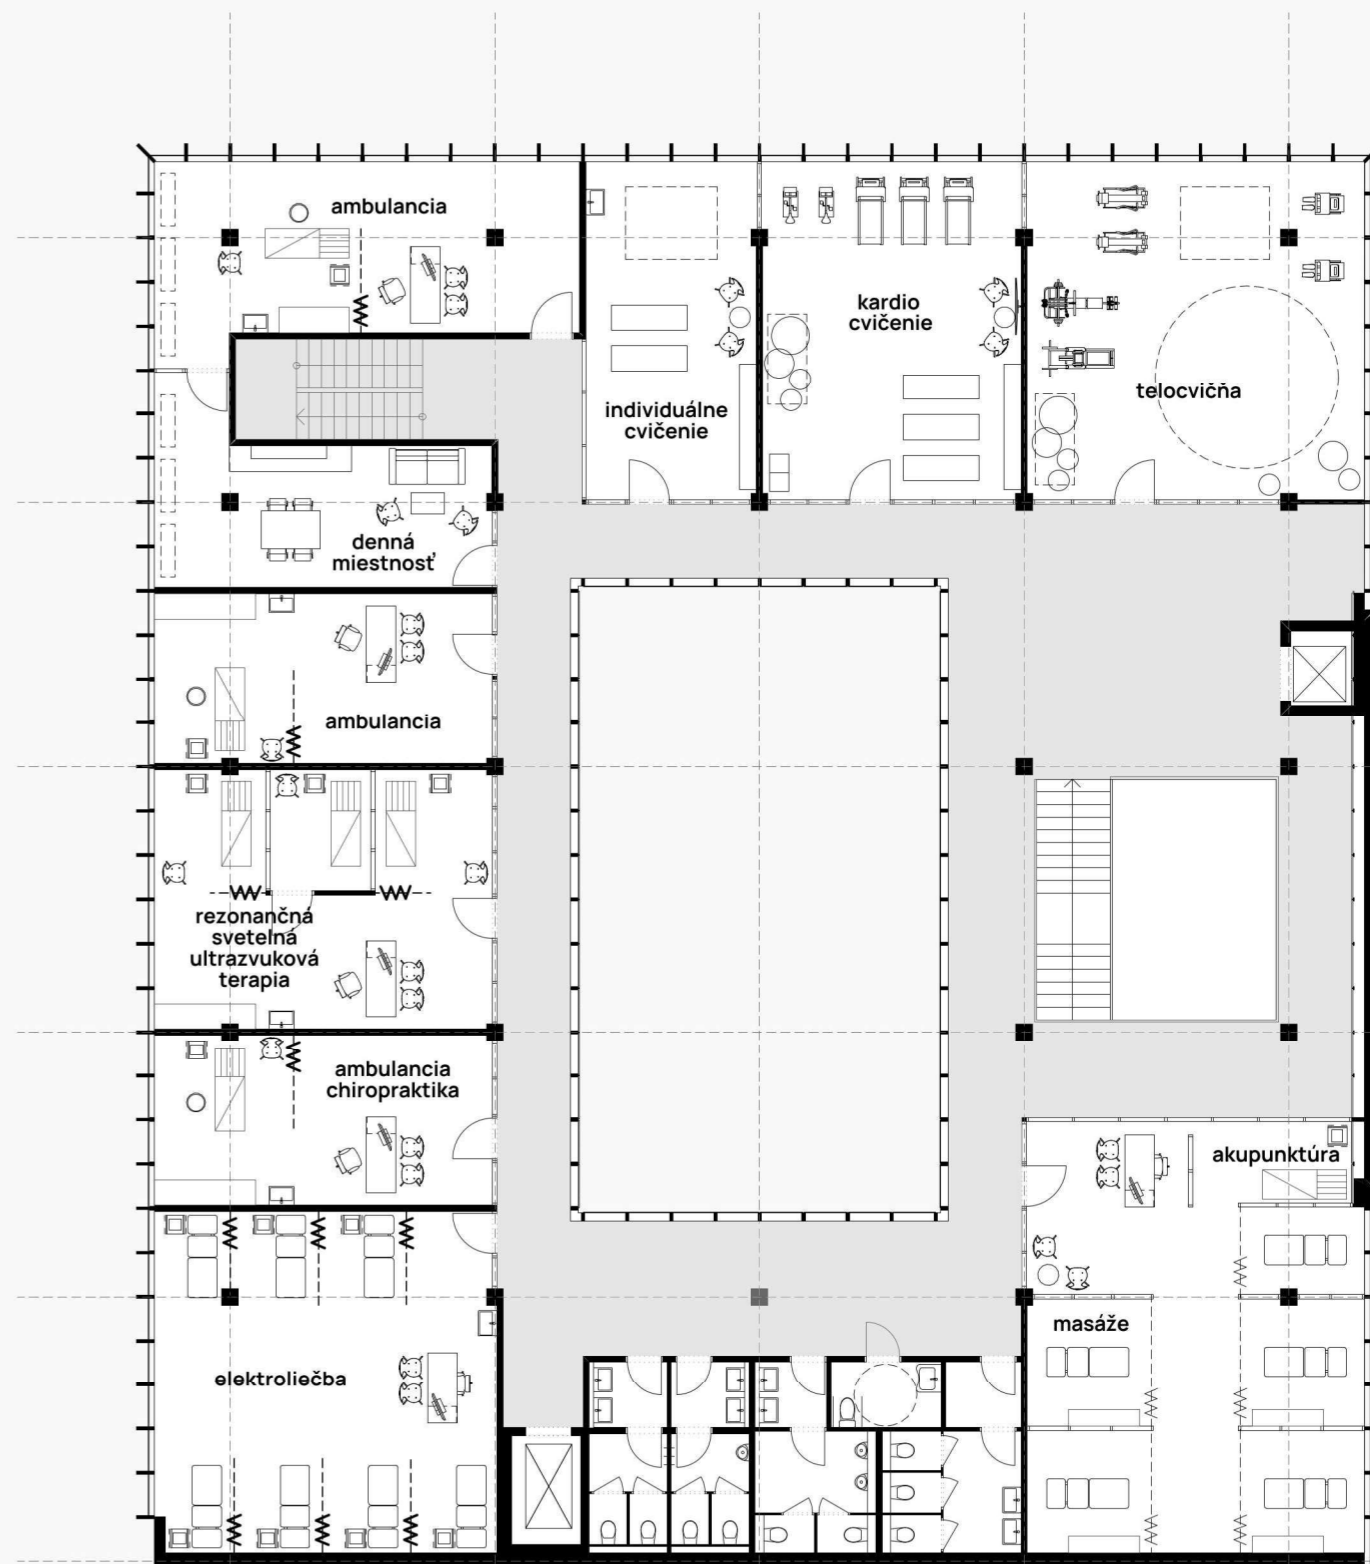 ambulancia
kardio
cvičenie
telocvičňa
individuálne
cvičenie
denná
miestnosť
ambulancia
rezonančná
svetelná
ultrazvuková
terapia
ambulancia
chiropraktika
akupunktúra
masáže
elektroliečba